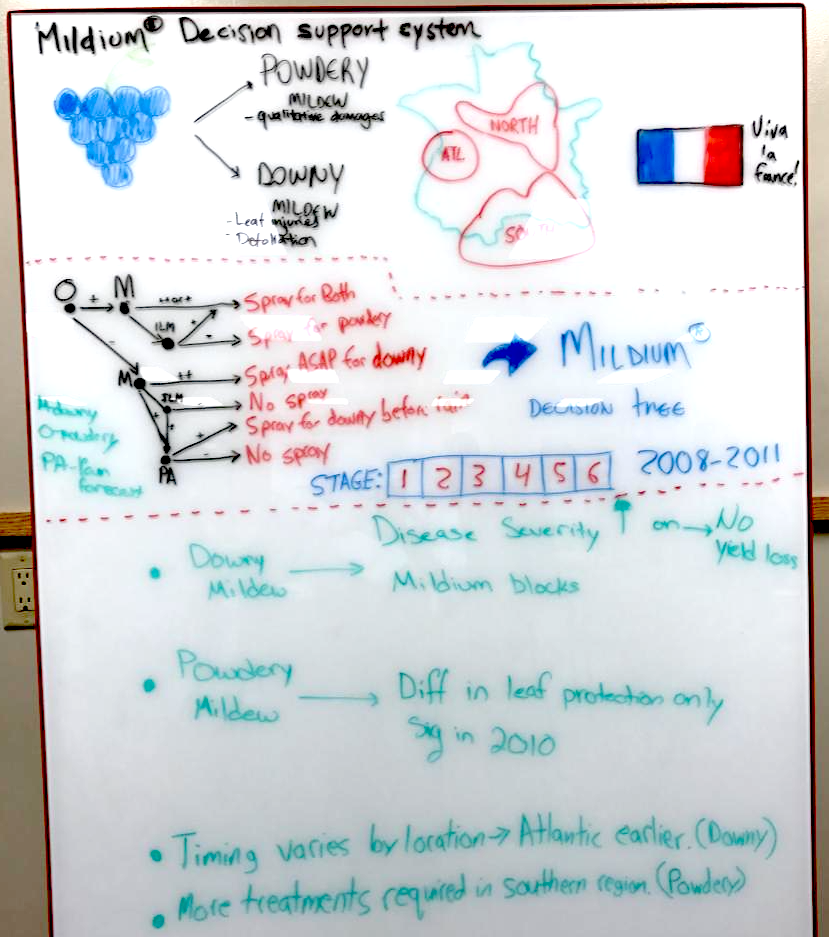 Mildium® Decision support system
POWDERY
MILDEW
- qualitative damages
DOWNY
MILDEW
- Leaf injuries
- Defoliation
NORTH
ATL.
SOUTH
Viva
la
france!
O + M ++or+ Spray for Both
ILM + - Spray for powdery
- M ++ Spray ASAP for downy
ILM - No spray
+ Spray for downy before rain
PA - No spray
M-downy
O-powdery
PA-Rain
forecast
MILDIUM®
DECISION tree
STAGE: 1 2 3 4 5 6
2008-2011
• Downy
Mildew → Disease Severity ↑ on → No
yield loss
Mildium blocks
• Powdery
Mildew → Diff in leaf protection only
Sig in 2010
• Timing varies by location → Atlantic earlier. (Downy)
• More treatments required in southern region. (Powdery)